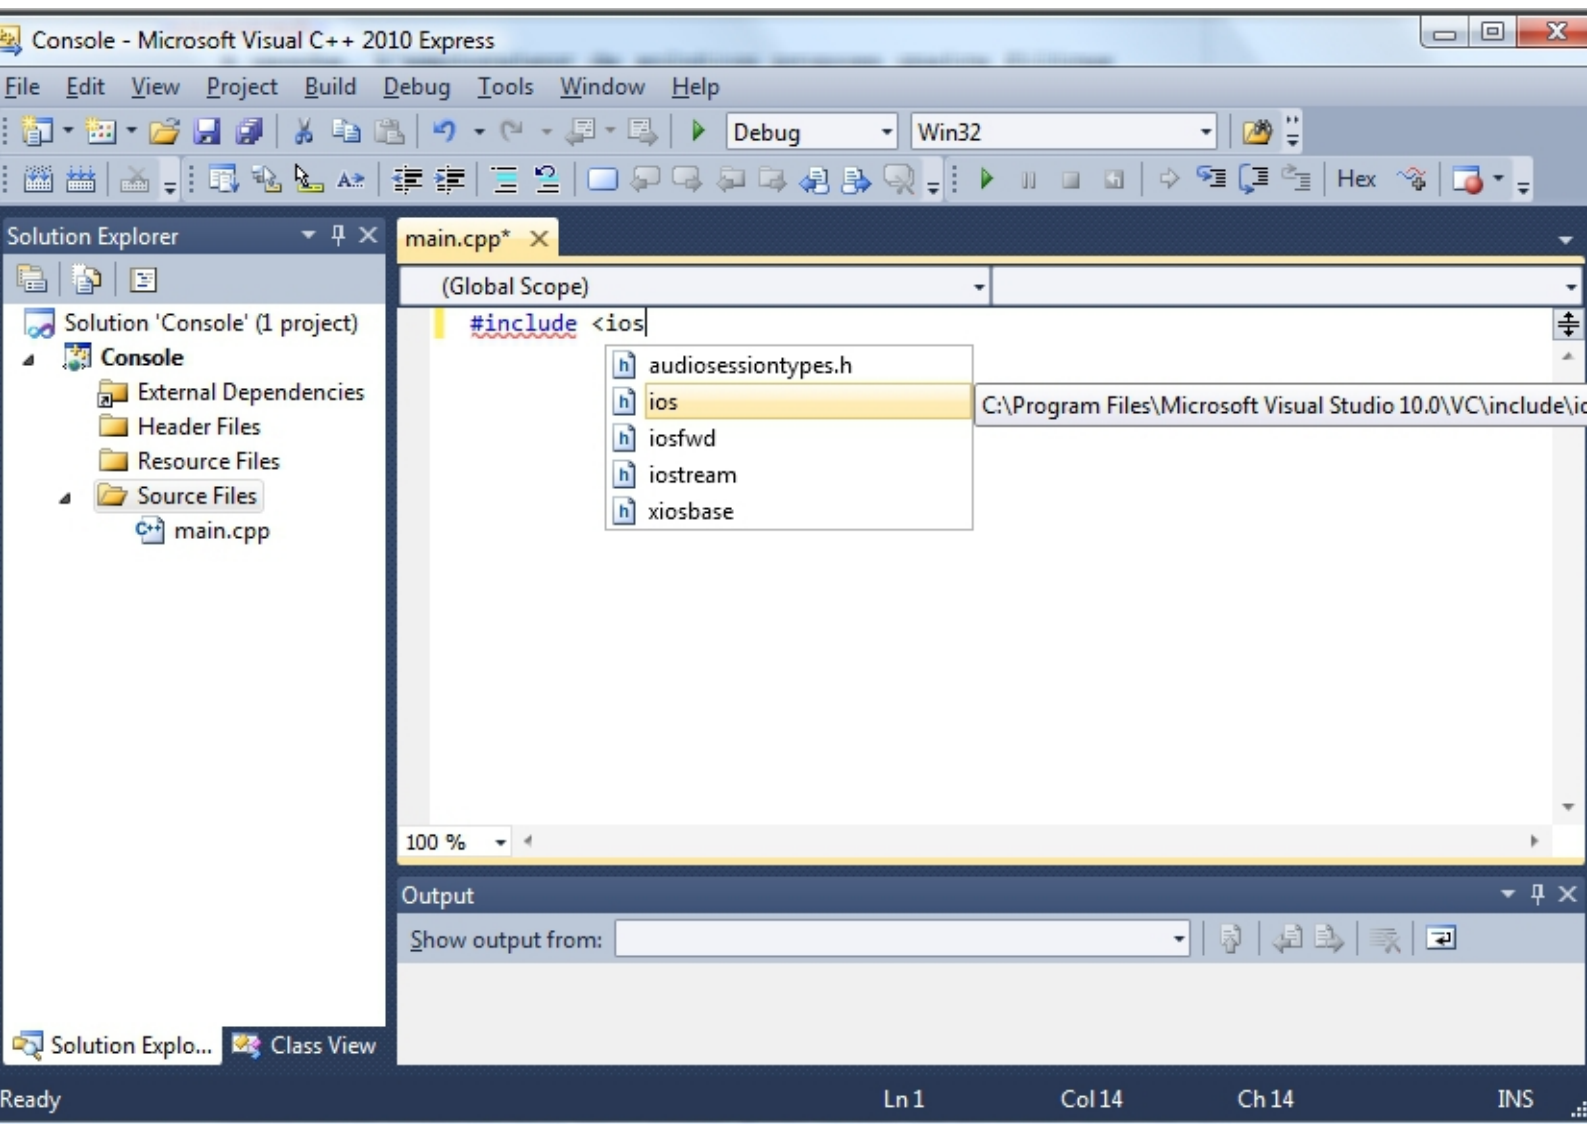 Console - Microsoft Visual C++ 2010 Express
File Edit View Project Build Debug Tools Window Help
Debug Win32
Hex
Solution Explorer
main.cpp*
(Global Scope)
Solution 'Console' (1 project)
Console
External Dependencies
Header Files
Resource Files
Source Files
C++ main.cpp
#include <ios
audiosessiontypes.h
ios
iosfwd
iostream
xiosbase
C:\Program Files\Microsoft Visual Studio 10.0\VC\include\io
100 %
Output
Show output from:
Solution Explo... Class View
Ready Ln 1 Col 14 Ch 14 INS